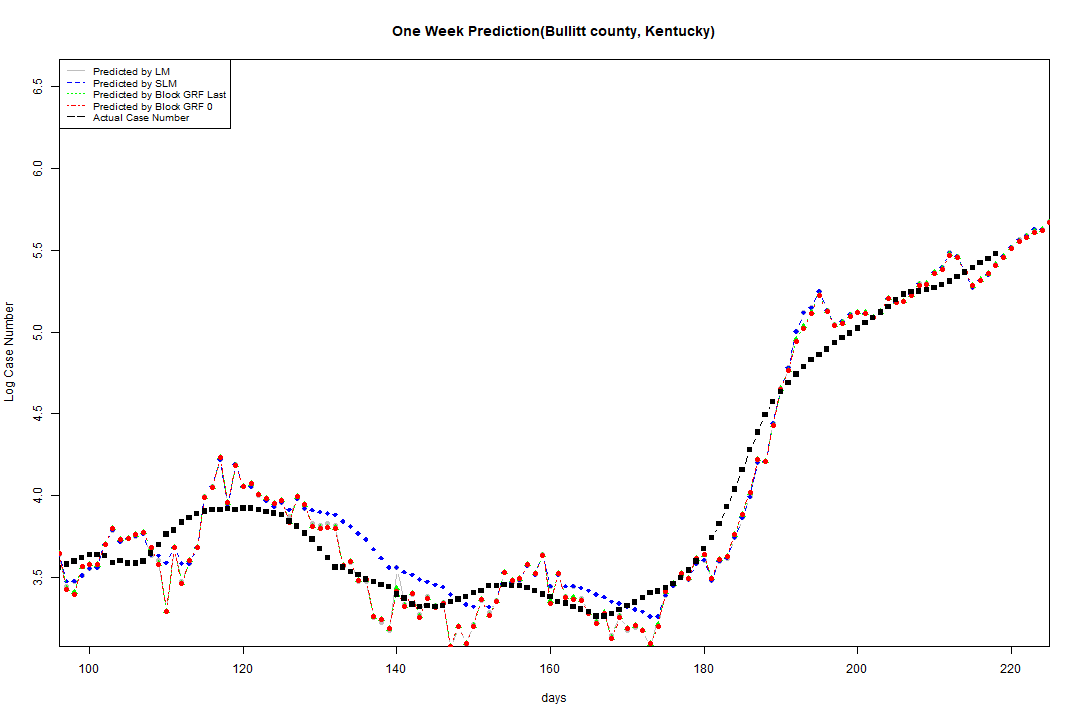 One Week Prediction(Bullitt county, Kentucky)
Predicted by LM
Predicted by SLM
Predicted by Block GRF Last
Predicted by Block GRF 0
Actual Case Number
6.5
6.0
5.5
5.0
4.5
4.0
3.5
Log Case Number
100 120 140 160 180 200 220
days